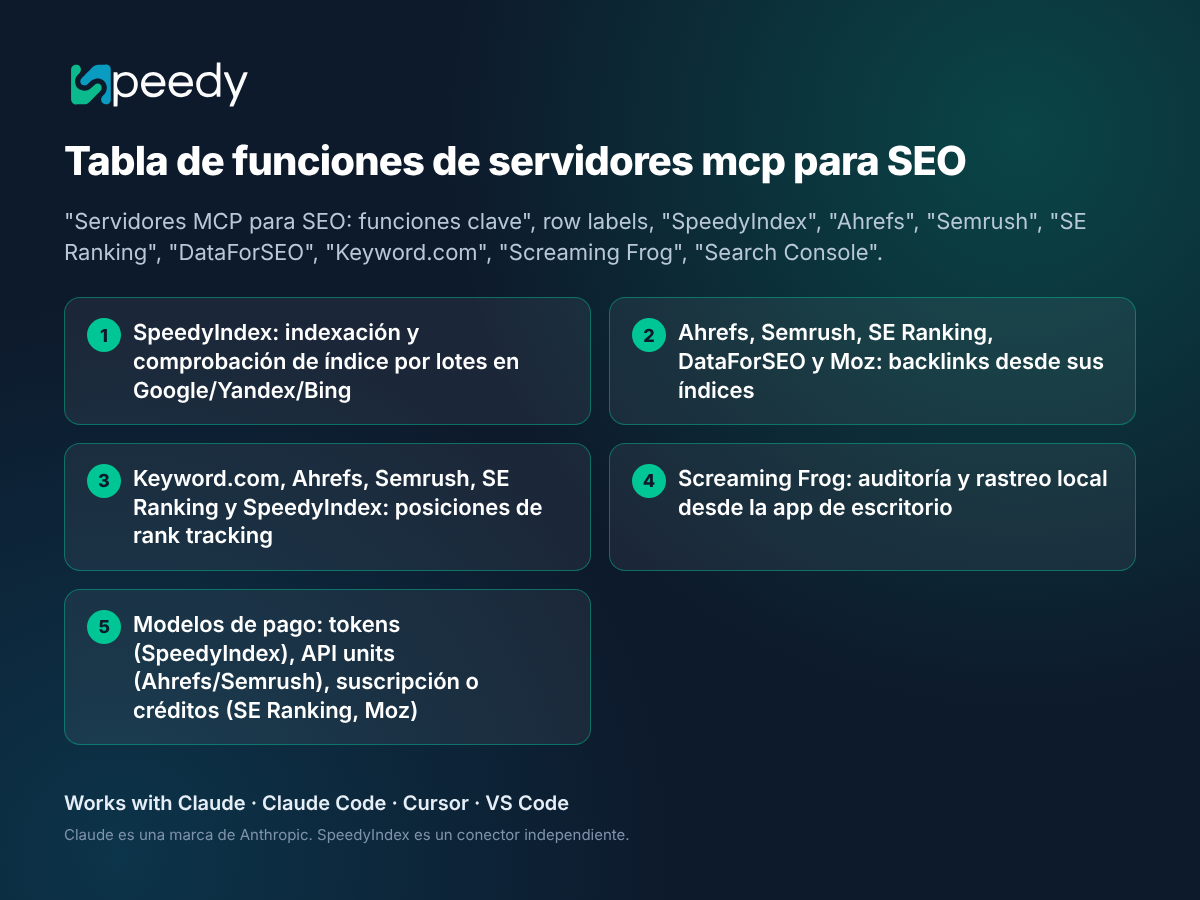 Speedy
Tabla de funciones de servidores mcp para SEO
"Servidores MCP para SEO: funciones clave", row labels, "SpeedyIndex", "Ahrefs", "Semrush", "SE
Ranking", "DataForSEO", "Keyword.com", "Screaming Frog", "Search Console".
1
SpeedyIndex: indexación y
comprobación de índice por lotes en
Google/Yandex/Bing
2
Ahrefs, Semrush, SE Ranking,
DataForSEO y Moz: backlinks desde sus
índices
3
Keyword.com, Ahrefs, Semrush, SE
Ranking y SpeedyIndex: posiciones de
rank tracking
4
Screaming Frog: auditoría y rastreo local
desde la app de escritorio
5
Modelos de pago: tokens
(SpeedyIndex), API units
(Ahrefs/Semrush), suscripción o
créditos (SE Ranking, Moz)
Works with Claude · Claude Code · Cursor · VS Code
Claude es una marca de Anthropic. SpeedyIndex es un conector independiente.